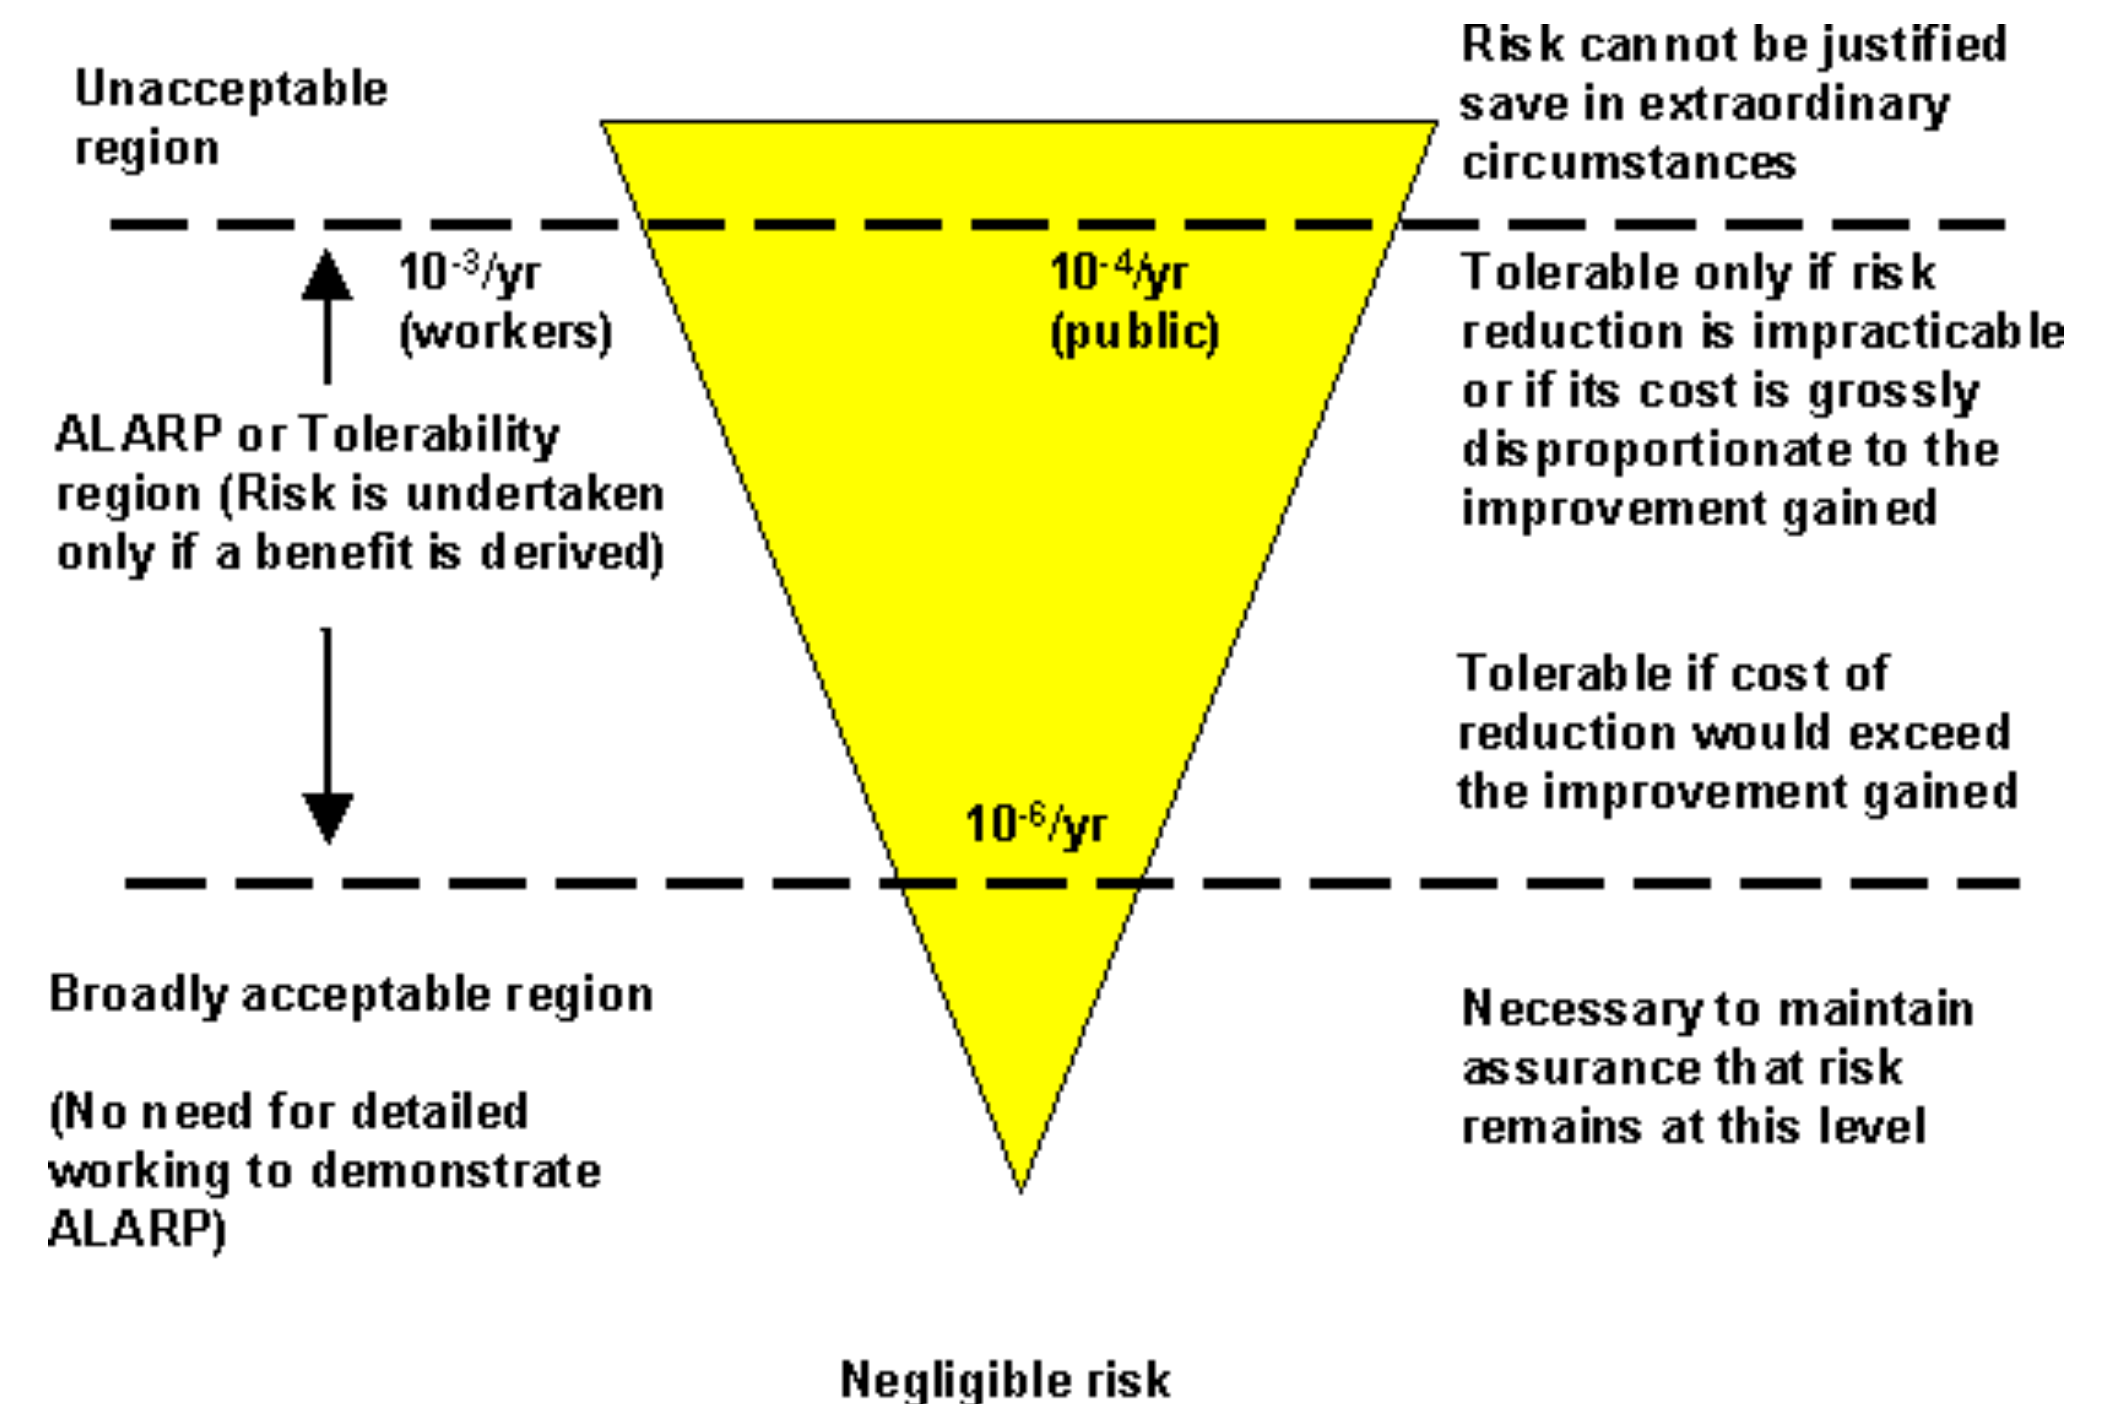 Unacceptable
region
Risk cannot be justified
save in extraordinary
circumstances
10-3/yr
(workers)
10-4/yr
(public)
ALARP or Tolerability
region (Risk is undertaken
only if a benefit is derived)
Tolerable only if risk
reduction is impracticable
or if its cost is grossly
disproportionate to the
improvement gained
Tolerable if cost of
reduction would exceed
the improvement gained
10-6/yr
Broadly acceptable region
(No need for detailed
working to demonstrate
ALARP)
Necessary to maintain
assurance that risk
remains at this level
Negligible risk